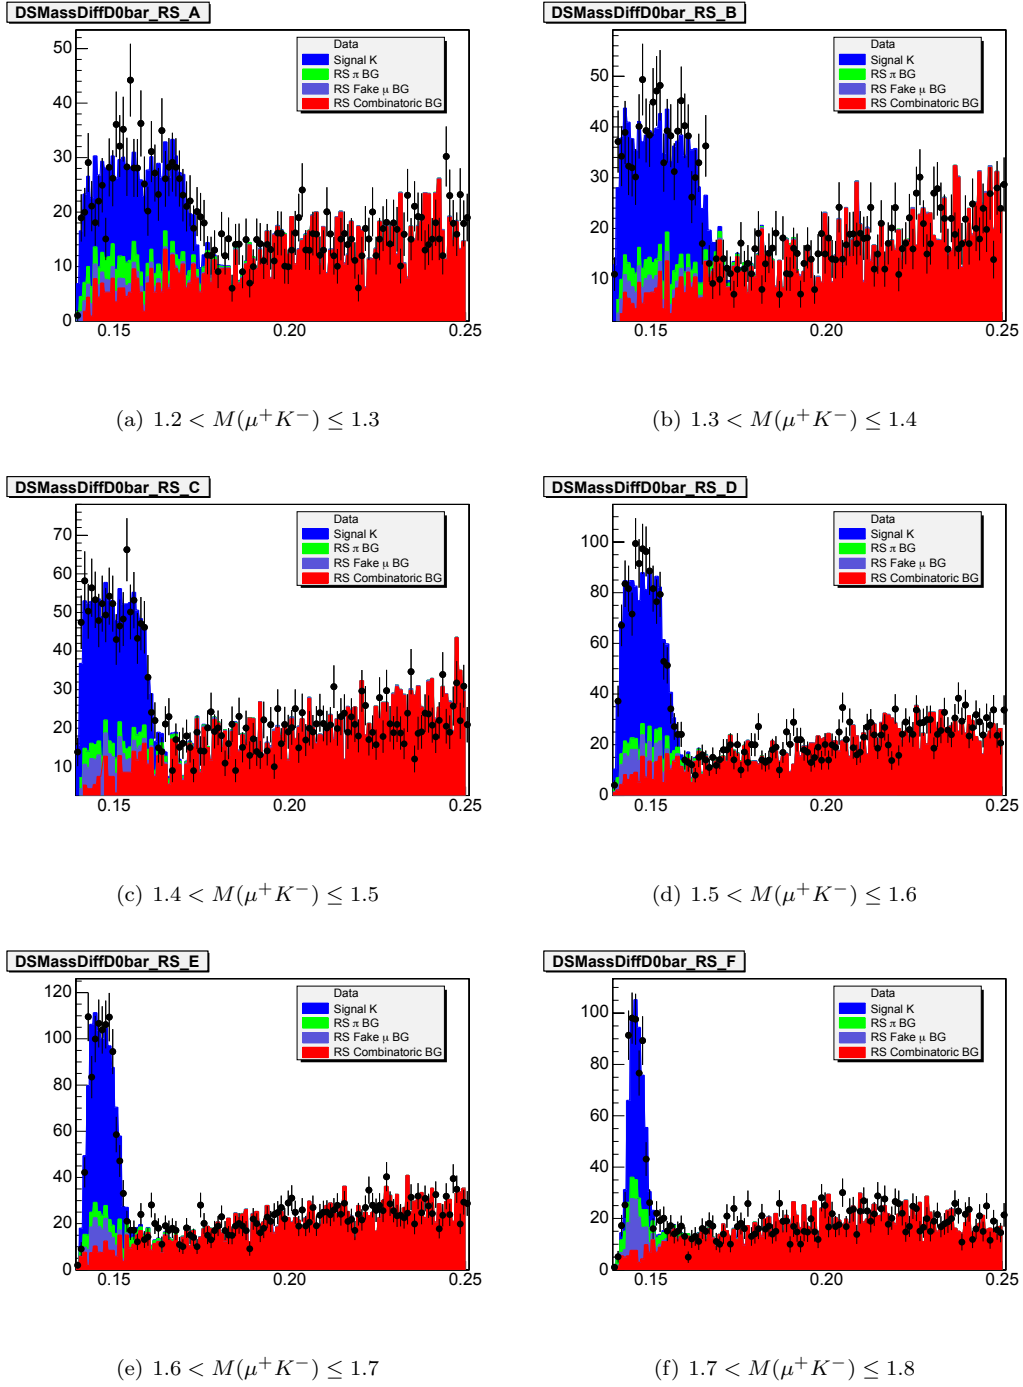 DSMassDiffD0bar_RS_A
Data
Signal K
RS π BG
RS Fake μ BG
RS Combinatoric BG
50
40
30
20
10
0
0.15 0.20 0.25
(a) 1.2 < M(μ⁺K⁻) ≤ 1.3
DSMassDiffD0bar_RS_B
Data
Signal K
RS π BG
RS Fake μ BG
RS Combinatoric BG
50
40
30
20
10
0.15 0.20 0.25
(b) 1.3 < M(μ⁺K⁻) ≤ 1.4
DSMassDiffD0bar_RS_C
Data
Signal K
RS π BG
RS Fake μ BG
RS Combinatoric BG
70
60
50
40
30
20
10
0.15 0.20 0.25
(c) 1.4 < M(μ⁺K⁻) ≤ 1.5
DSMassDiffD0bar_RS_D
Data
Signal K
RS π BG
RS Fake μ BG
RS Combinatoric BG
100
80
60
40
20
0
0.15 0.20 0.25
(d) 1.5 < M(μ⁺K⁻) ≤ 1.6
DSMassDiffD0bar_RS_E
Data
Signal K
RS π BG
RS Fake μ BG
RS Combinatoric BG
120
100
80
60
40
20
0
0.15 0.20 0.25
(e) 1.6 < M(μ⁺K⁻) ≤ 1.7
DSMassDiffD0bar_RS_F
Data
Signal K
RS π BG
RS Fake μ BG
RS Combinatoric BG
100
80
60
40
20
0
0.15 0.20 0.25
(f) 1.7 < M(μ⁺K⁻) ≤ 1.8